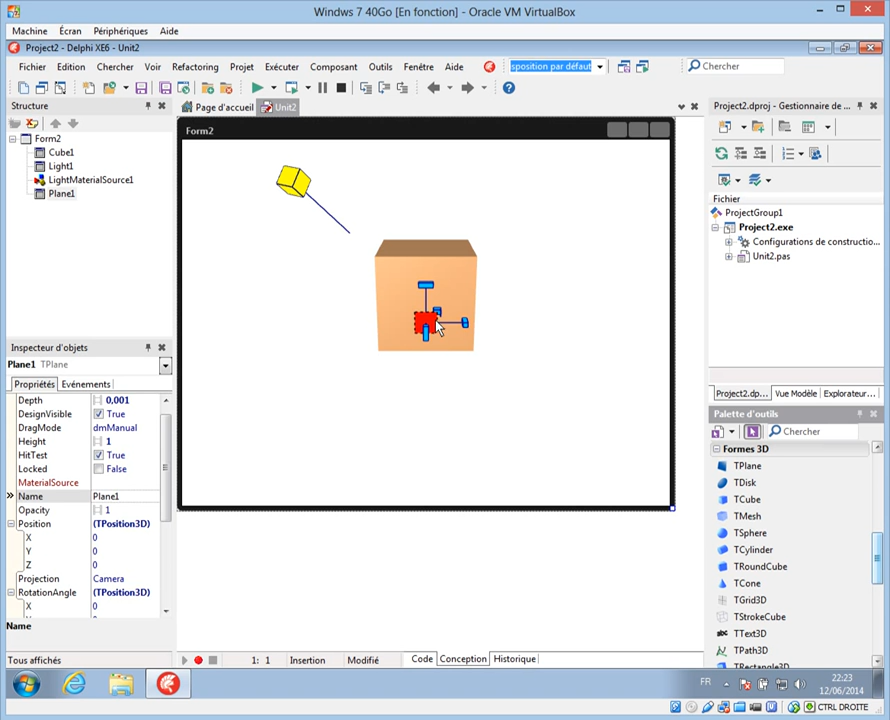 Windws 7 40Go [En fonction] - Oracle VM VirtualBox
Machine Écran Périphériques Aide
Project2 - Delphi XE6 - Unit2
Fichier Edition Chercher Voir Refactoring Projet Exécuter Composant Outils Fenêtre Aide sposition par défaut Chercher
Structure
Form2
Cube1
Light1
LightMaterialSource1
Plane1
Page d'accueil Unit2
Form2
Inspecteur d'objets
Plane1 TPlane
Propriétés Evénements
Depth 0,001
DesignVisible True
DragMode dmManual
Height 1
HitTest True
Locked False
MaterialSource
Name Plane1
Opacity 1
Position (TPosition3D)
X 0
Y 0
Z 0
Projection Camera
RotationAngle (TPosition3D)
X 0
Y 0
Name
Tous affichés
1: 1 Insertion Modifié Code Conception Historique
Project2.dproj - Gestionnaire de ...
Fichier
ProjectGroup1
Project2.exe
Configurations de constructio...
Unit2.pas
Project2.dp... Vue Modèle Explorateur...
Palette d'outils
Chercher
Formes 3D
TPlane
TDisk
TCube
TMesh
TSphere
TCylinder
TRoundCube
TCone
TGrid3D
TStrokeCube
abc TText3D
TPath3D
TRectangle3D
FR 22:23
12/06/2014
CTRL DROITE